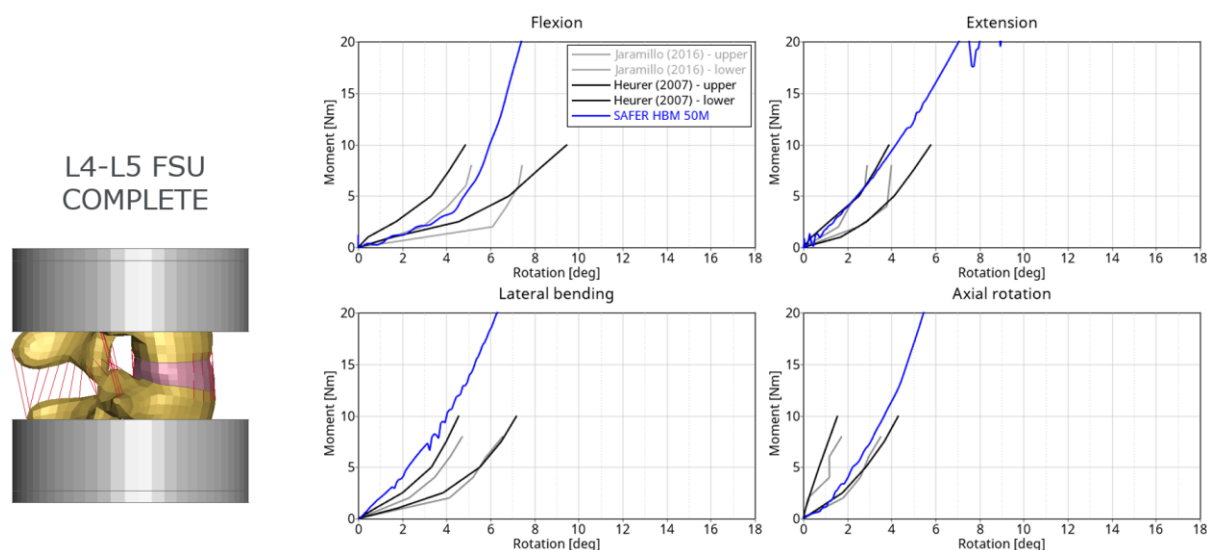 L4-L5 FSU
COMPLETE
Flexion
20
15
10
5
0
Moment [Nm]
0 2 4 6 8 10 12 14 16 18
Rotation [deg]
Jaramillo (2016) - upper
Jaramillo (2016) - lower
Heurer (2007) - upper
Heurer (2007) - lower
SAFER HBM 50M
Extension
20
15
10
5
0
Moment [Nm]
0 2 4 6 8 10 12 14 16 18
Rotation [deg]
Lateral bending
20
15
10
5
0
Moment [Nm]
0 2 4 6 8 10 12 14 16 18
Rotation [deg]
Axial rotation
20
15
10
5
0
Moment [Nm]
0 2 4 6 8 10 12 14 16 18
Rotation [deg]